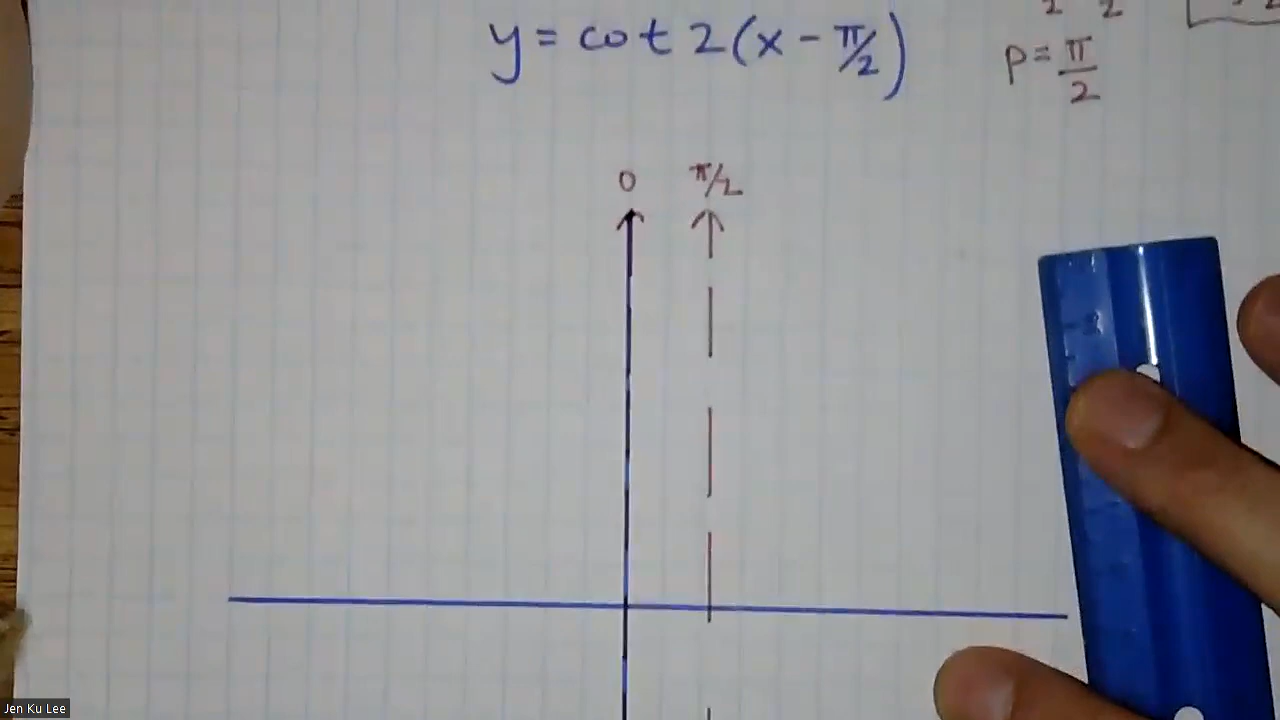 y = cot 2(x - π/2)
p = π/2
0 π/2
Jen Ku Lee